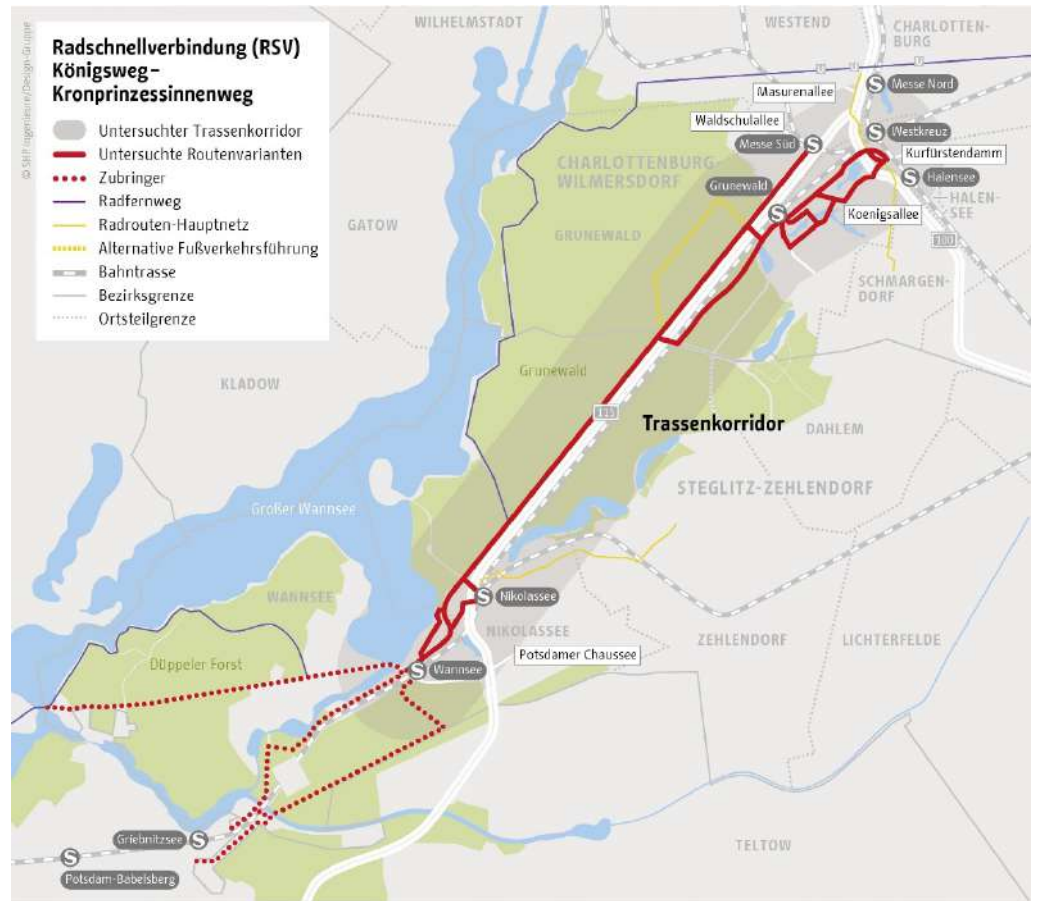 © SHP Ingenieure/Design-Gruppe
Radschnellverbindung (RSV)
Königsweg–
Kronprinzessinnenweg
Untersuchter Trassenkorridor
Untersuchte Routenvarianten
Zubringer
Radfernweg
Radrouten-Hauptnetz
Alternative Fußverkehrsführung
Bahntrasse
Bezirksgrenze
Ortsteilgrenze
WILHELMSTADT
WESTEND
CHARLOTTEN-
BURG
S Messe Nord
Masurenallee
Waldschulallee
S Westkreuz
Messe Süd S
Kurfürstendamm
CHARLOTTENBURG-
WILMERSDORF
Grunewald
S
S Halensee
HALEN-
SEE
Koenigsallee
GATOW
GRUNEWALD
100
SCHMARGEN-
DORF
Grunewald
KLADOW
115
Trassenkorridor
DAHLEM
STEGLITZ-ZEHLENDORF
Großer Wannsee
WANNSEE
S Nikolassee
NIKOLASSEE
ZEHLENDORF
LICHTERFELDE
Potsdamer Chaussee
Düppeler Forst
S Wannsee
Griebnitzsee S
TELTOW
S
Potsdam-Babelsberg